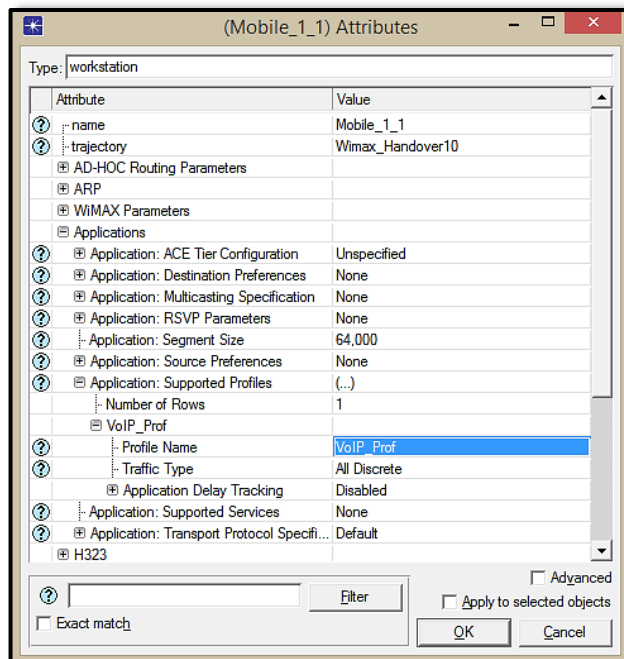 (Mobile_1_1) Attributes
Type: workstation
Attribute Value
name Mobile_1_1
trajectory Wimax_Handover10
AD-HOC Routing Parameters
ARP
WiMAX Parameters
Applications
Application: ACE Tier Configuration Unspecified
Application: Destination Preferences None
Application: Multicasting Specification None
Application: RSVP Parameters None
Application: Segment Size 64,000
Application: Source Preferences None
Application: Supported Profiles (...)
Number of Rows 1
VoIP_Prof
Profile Name VoIP_Prof
Traffic Type All Discrete
Application Delay Tracking Disabled
Application: Supported Services None
Application: Transport Protocol Specifi... Default
H323
Advanced
Filter
Apply to selected objects
Exact match
OK Cancel